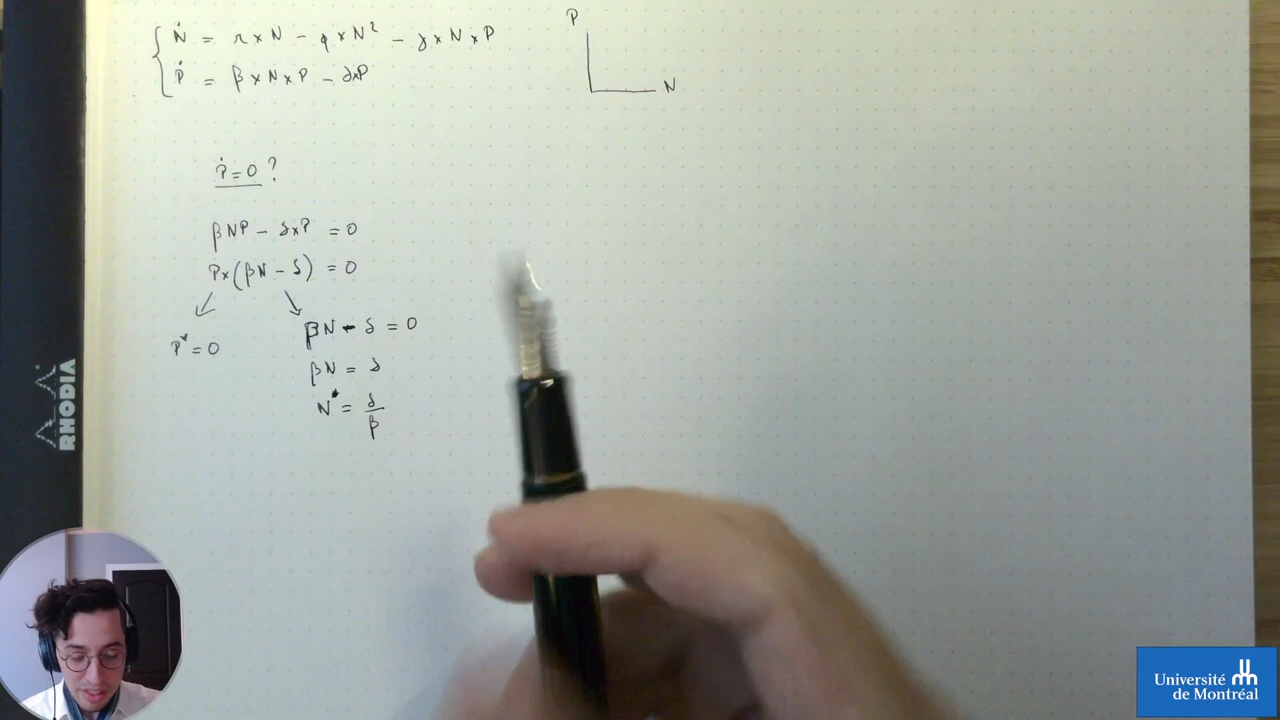 Ṅ = r × N - q × N² - γ × N × P
Ṗ = β × N × P - δ × P
P
N
Ṗ = 0 ?
βNP - δ × P = 0
P × (βN - δ) = 0
P* = 0
βN - δ = 0
βN = δ
N* = δ/β
RHODIA
Université
de Montréal